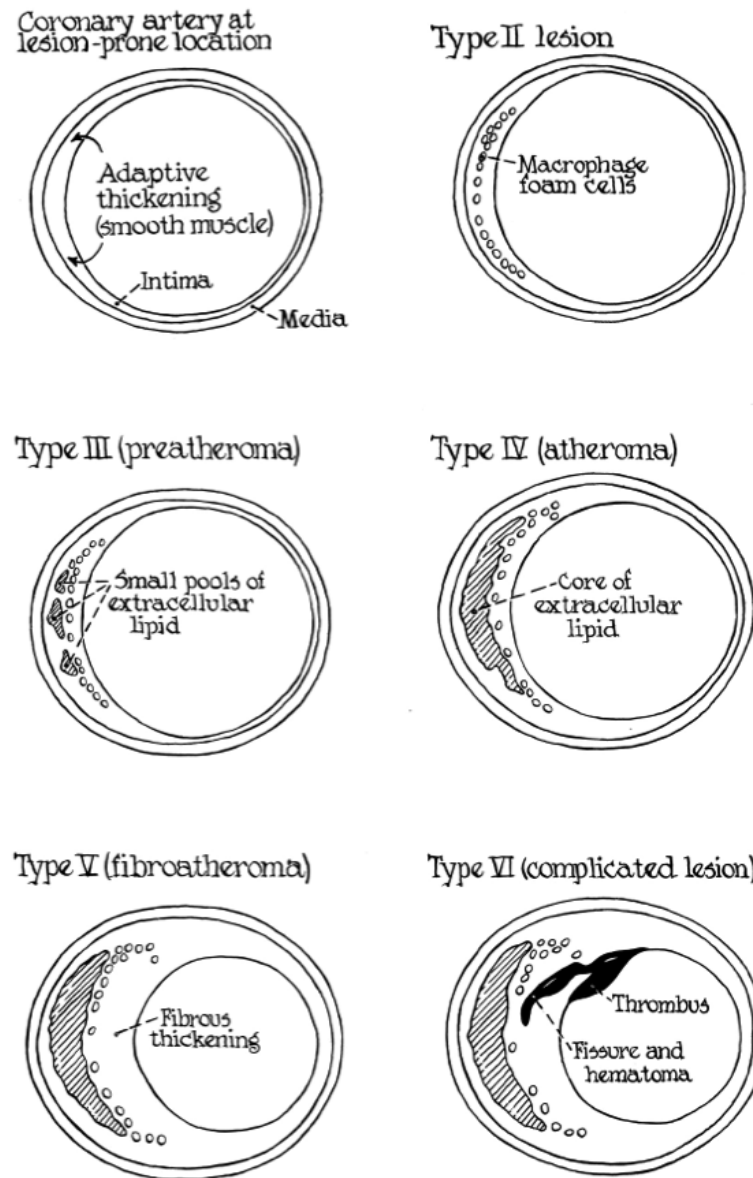 Coronary artery at
lesion-prone location
Adaptive
thickening
(smooth muscle)
Intima
Media
Type II lesion
Macrophage
foam cells
Type III (preatheroma)
Small pools of
extracellular
lipid
Type IV (atheroma)
Core of
extracellular
lipid
Type V (fibroatheroma)
Fibrous
thickening
Type VI (complicated lesion)
Thrombus
Fissure and
hematoma